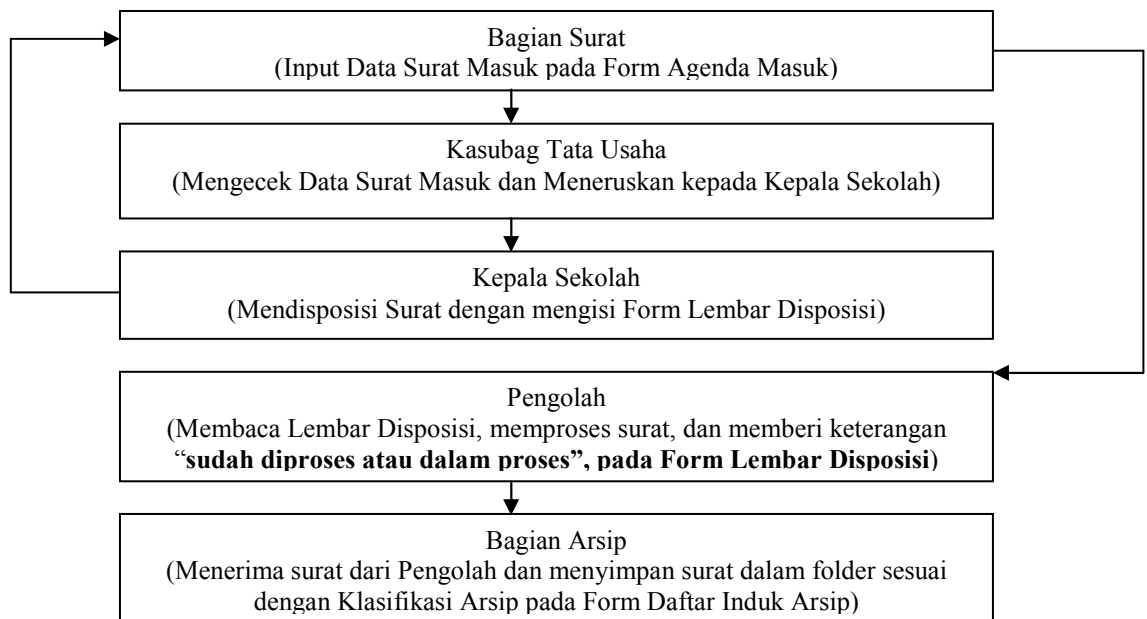 Bagian Surat
(Input Data Surat Masuk pada Form Agenda Masuk)
Kasubag Tata Usaha
(Mengecek Data Surat Masuk dan Meneruskan kepada Kepala Sekolah)
Kepala Sekolah
(Mendisposisi Surat dengan mengisi Form Lembar Disposisi)
Pengolah
(Membaca Lembar Disposisi, memproses surat, dan memberi keterangan
“sudah diproses atau dalam proses”, pada Form Lembar Disposisi)
Bagian Arsip
(Menerima surat dari Pengolah dan menyimpan surat dalam folder sesuai
dengan Klasifikasi Arsip pada Form Daftar Induk Arsip)